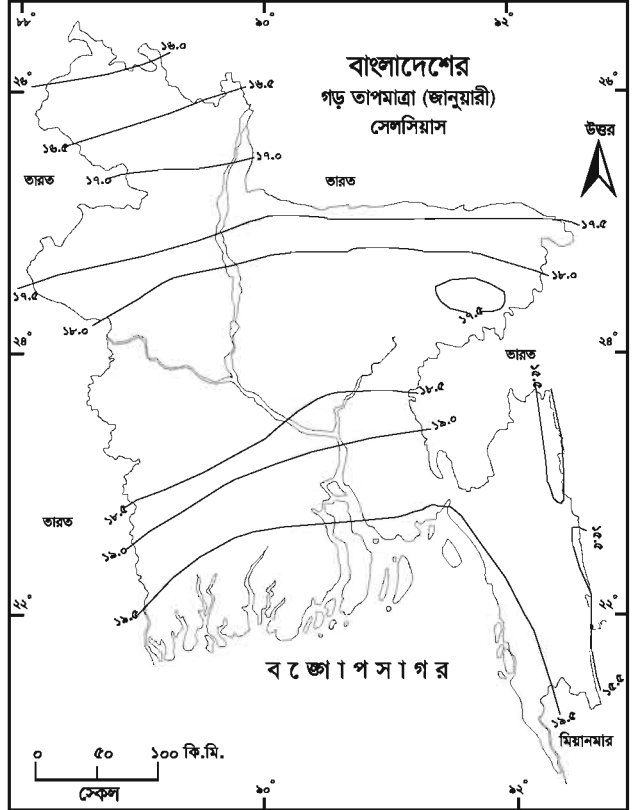 ৮৮° ৯০° ৯২°
বাংলাদেশের
গড় তাপমাত্রা (জানুয়ারী)
সেলসিয়াস
উত্তর
২৬° ২৬°
১৬.০
১৬.৫
১৬.৫
১৭.০
১৭.০
ভারত
ভারত
১৭.৫
১৭.৫
১৮.০
১৮.০
১৭.৫
২৪° ২৪°
ভারত
১৮.৫
১৯.০
১৮.৫
ভারত
১৯.০
১৯.৫
২২° ২২°
বঙ্গোপসাগর
১৫.৫
১৯.৫
মিয়ানমার
০ ৫০ ১০০ কি.মি.
স্কেল
৯০° ৯২°